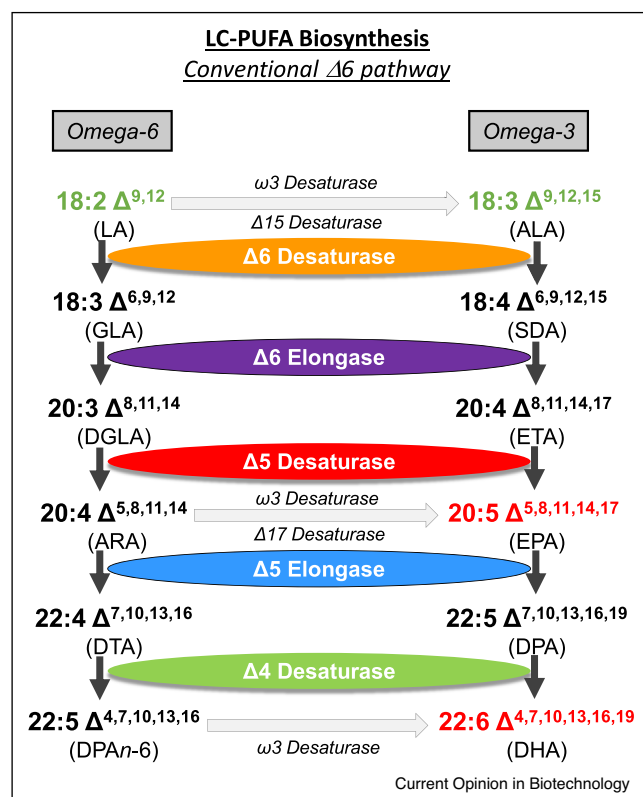 LC-PUFA Biosynthesis
Conventional Δ6 pathway
Omega-6
Omega-3
ω3 Desaturase
18:2 Δ9,12
18:3 Δ9,12,15
Δ15 Desaturase
(LA)
(ALA)
Δ6 Desaturase
18:3 Δ6,9,12
18:4 Δ6,9,12,15
(GLA)
(SDA)
Δ6 Elongase
20:3 Δ8,11,14
20:4 Δ8,11,14,17
(DGLA)
(ETA)
Δ5 Desaturase
ω3 Desaturase
20:4 Δ5,8,11,14
20:5 Δ5,8,11,14,17
Δ17 Desaturase
(ARA)
(EPA)
Δ5 Elongase
22:4 Δ7,10,13,16
22:5 Δ7,10,13,16,19
(DTA)
(DPA)
Δ4 Desaturase
22:5 Δ4,7,10,13,16
22:6 Δ4,7,10,13,16,19
(DPAn-6)
ω3 Desaturase
(DHA)
Current Opinion in Biotechnology